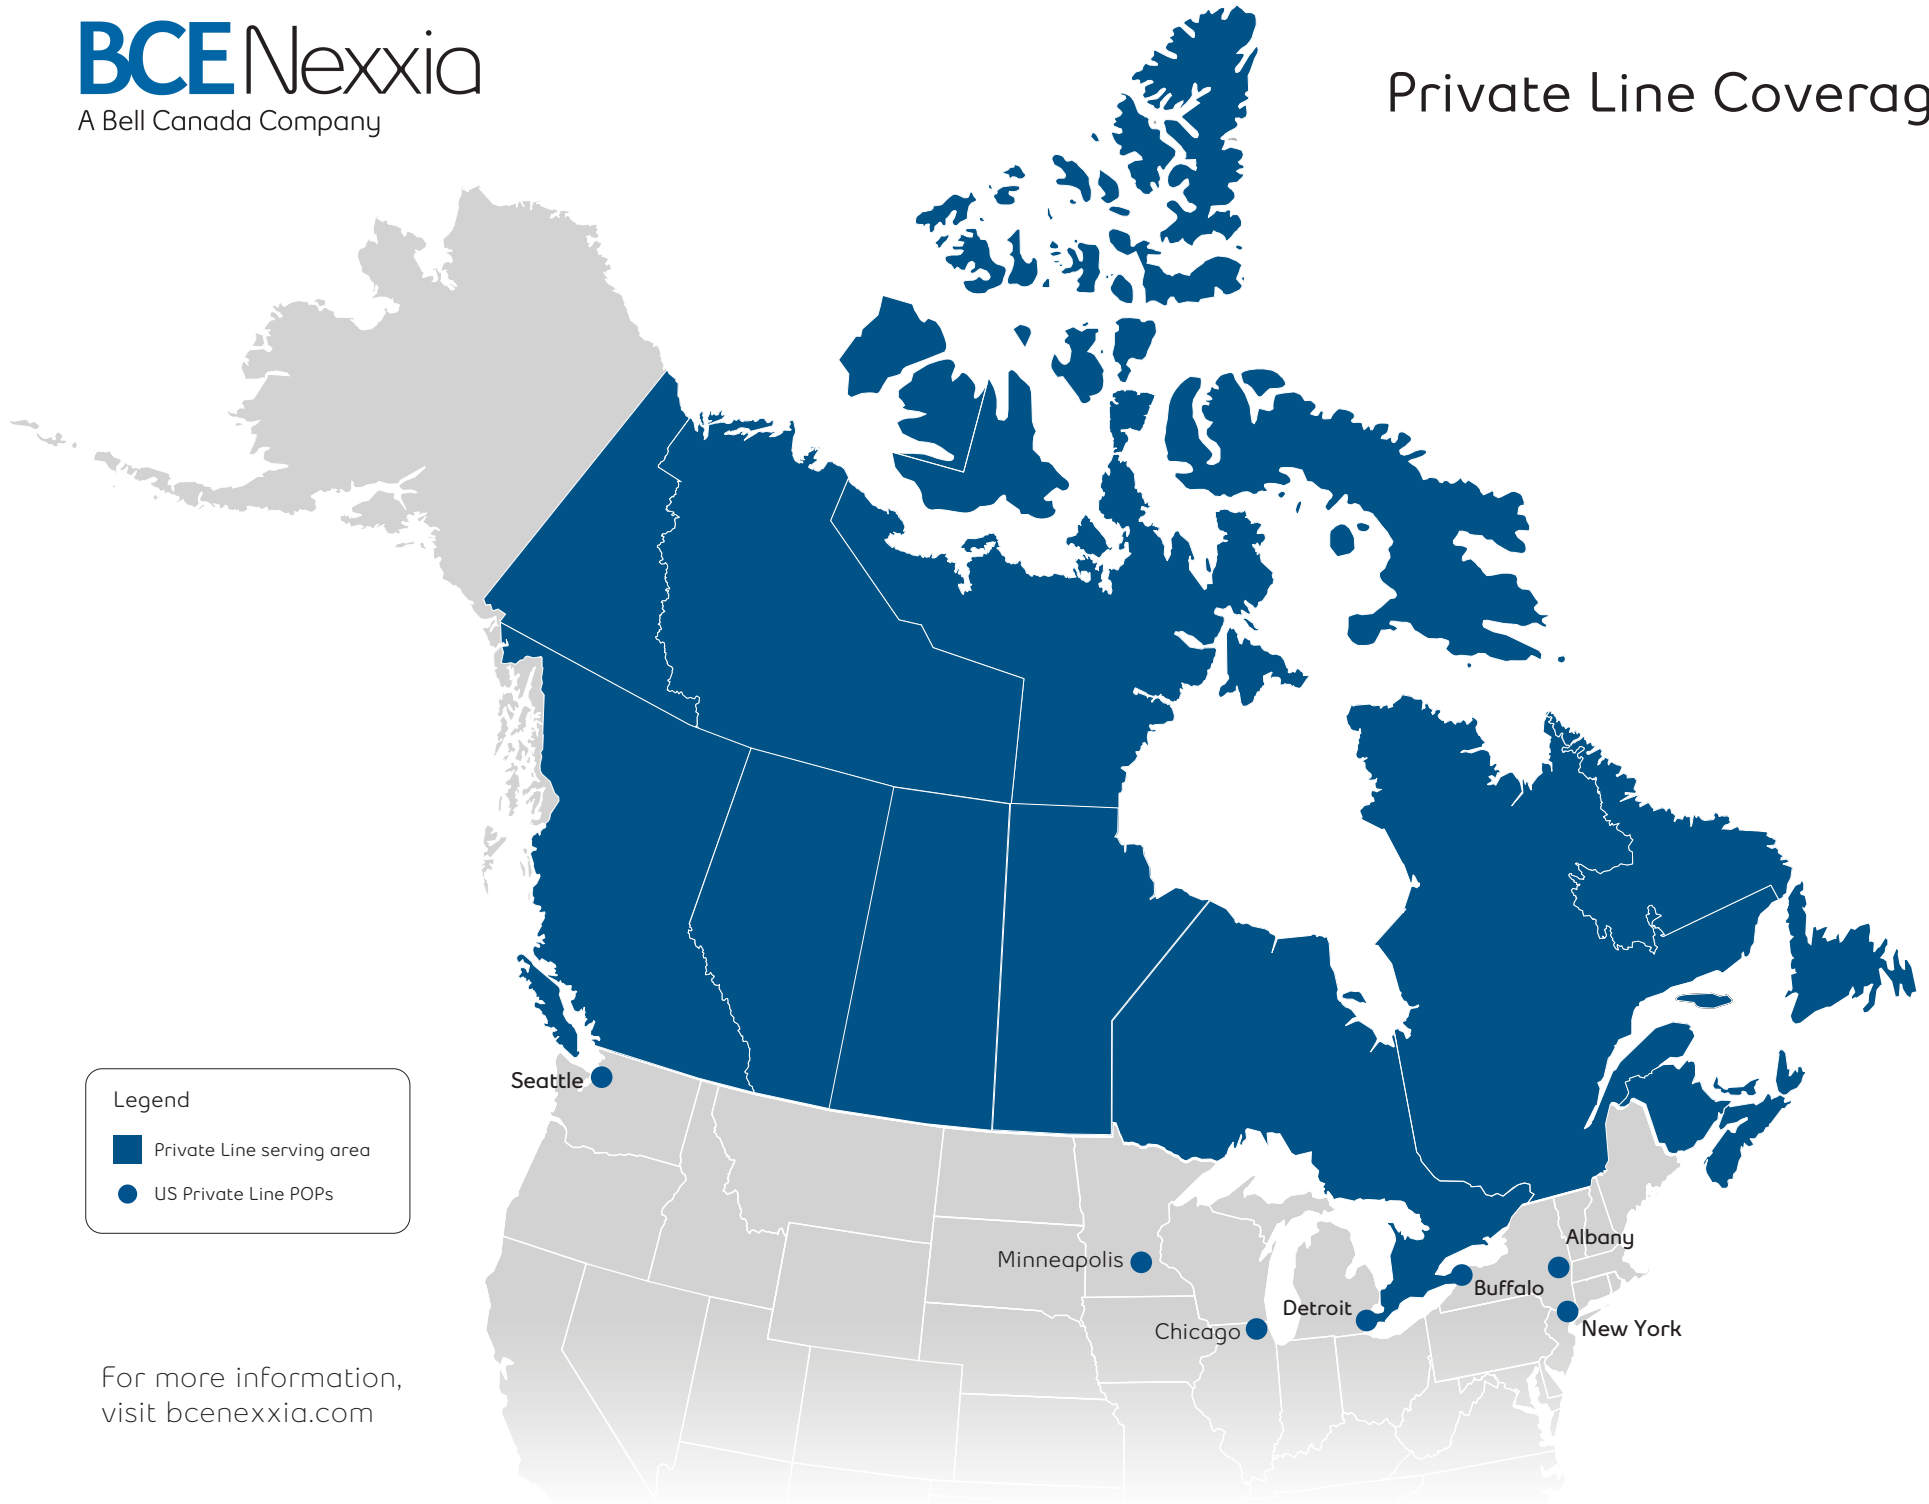 BCE Nexxia
A Bell Canada Company
Private Line Coverag
Seattle
Legend
Private Line serving area
US Private Line POPs
Minneapolis
Albany
Buffalo
Detroit
Chicago
New York
For more information,
visit bcenexxia.com